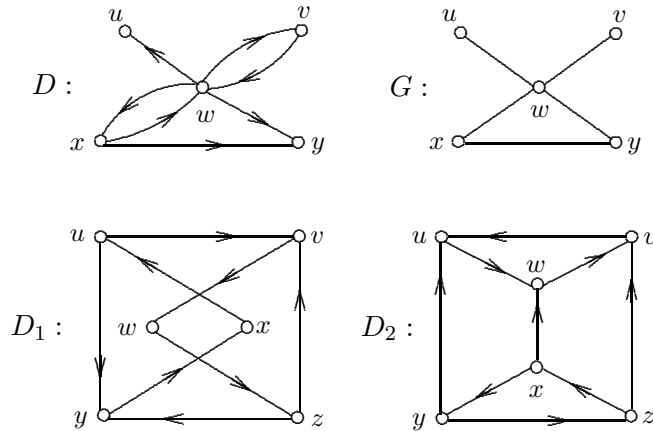 u v u v
D : G :
w w
x y x y
u v u v
w
D₁ : w x D₂ :
x
y z y z